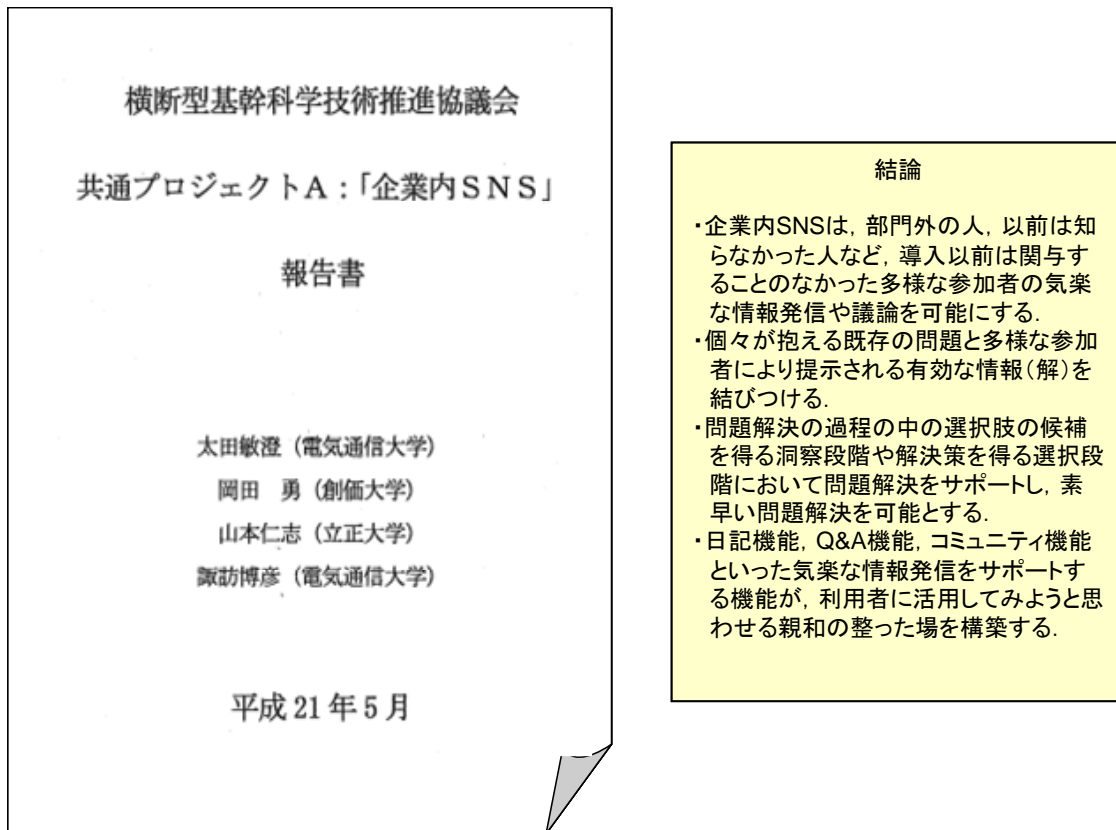 横断型基幹科学技術推進協議会
共通プロジェクトA：「企業内ＳＮＳ」
報告書
太田敏澄（電気通信大学）
岡田　勇（創価大学）
山本仁志（立正大学）
諏訪博彦（電気通信大学）
平成 21 年 5 月
結論
・企業内SNSは，部門外の人，以前は知
らなかった人など，導入以前は関与す
ることのなかった多様な参加者の気楽
な情報発信や議論を可能にする．
・個々が抱える既存の問題と多様な参加
者により提示される有効な情報（解）を
結びつける．
・問題解決の過程の中の選択肢の候補
を得る洞察段階や解決策を得る選択段
階において問題解決をサポートし，素
早い問題解決を可能とする．
・日記機能，Q&A機能，コミュニティ機能
といった気楽な情報発信をサポートす
る機能が，利用者に活用してみようと思
わせる親和の整った場を構築する．